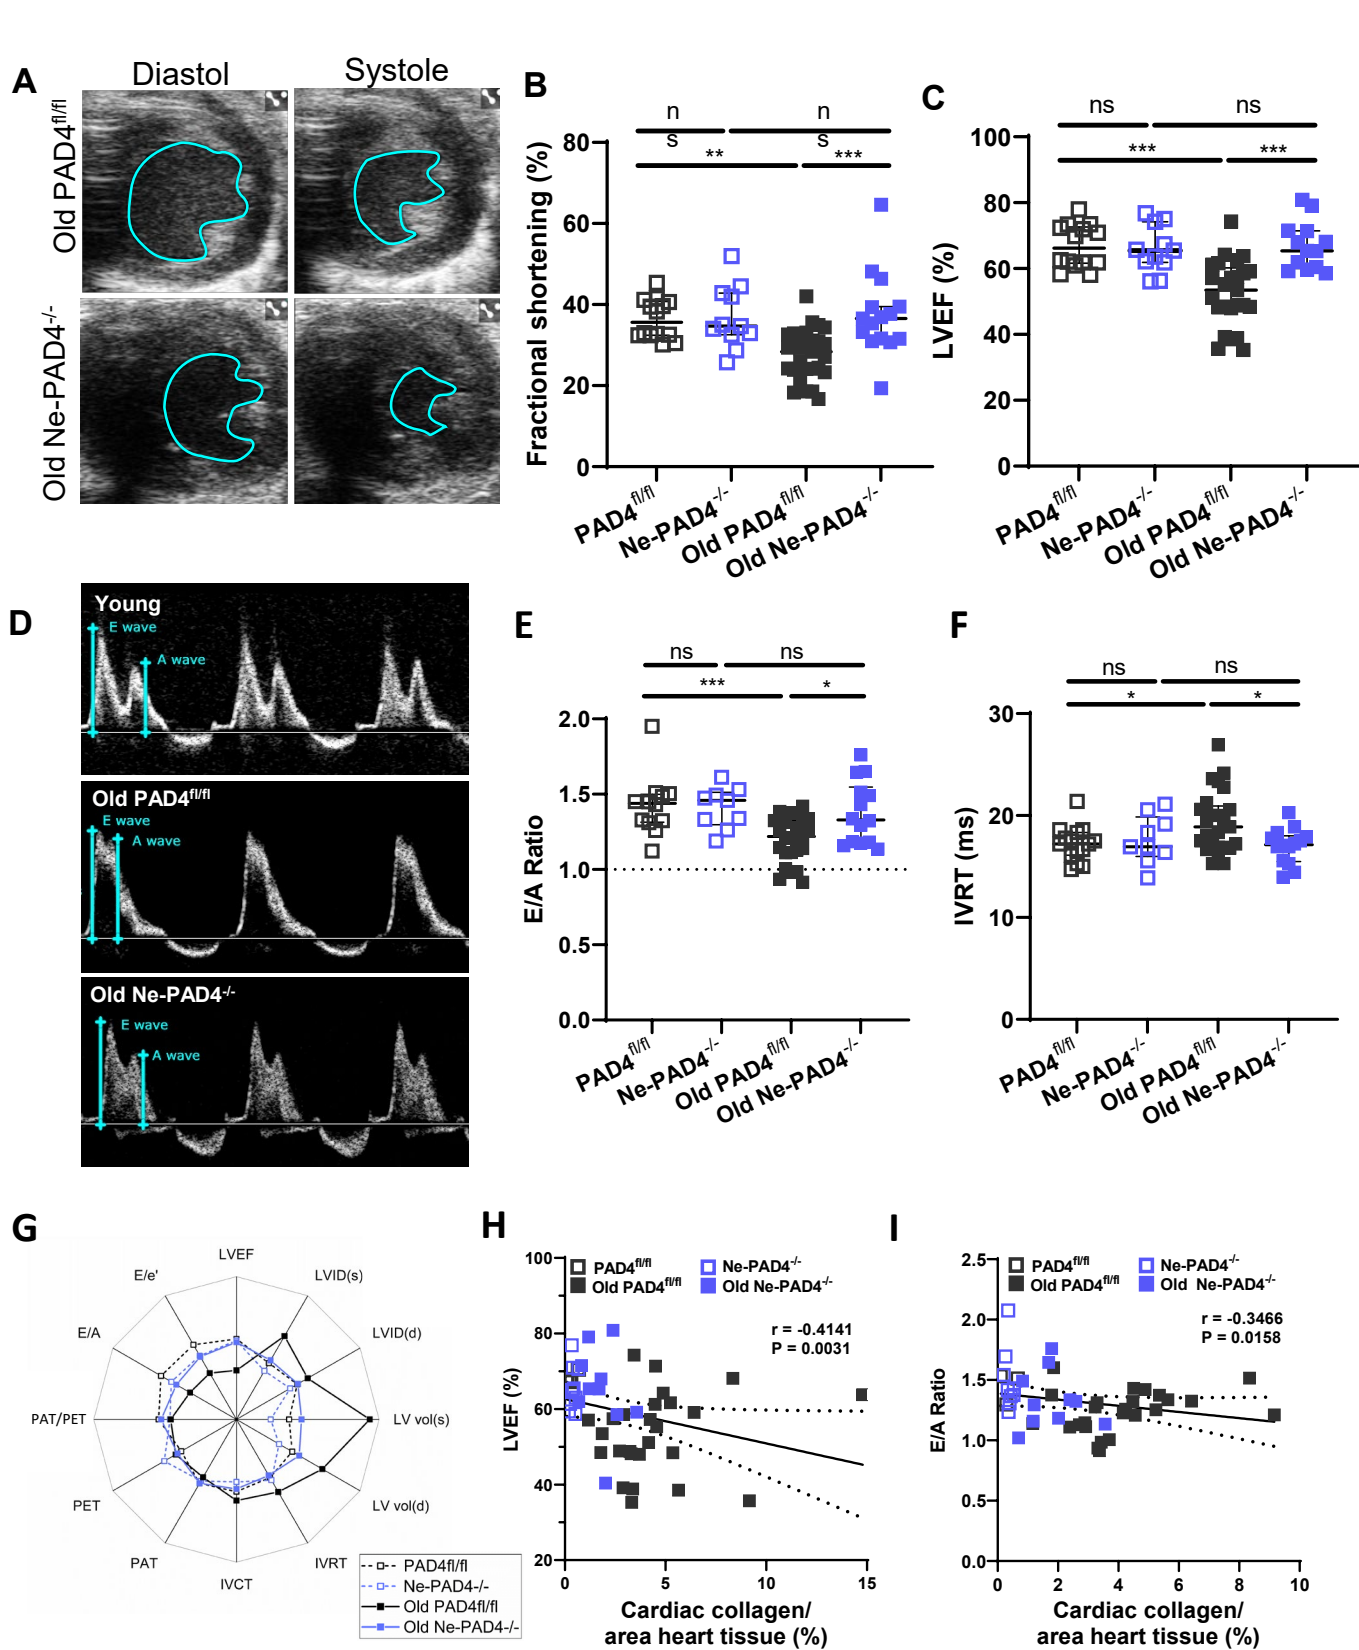 A
Diastol
Systole
Old PAD4fl/fl
Old Ne-PAD4-/-
B
n
s
n
s
**
***
Fractional shortening (%)
80
60
40
20
0
PAD4fl/fl
Ne-PAD4-/-
Old PAD4fl/fl
Old Ne-PAD4-/-
C
ns
ns
***
***
LVEF (%)
100
80
60
40
20
0
PAD4fl/fl
Ne-PAD4-/-
Old PAD4fl/fl
Old Ne-PAD4-/-
D
Young
E wave
A wave
Old PAD4fl/fl
E wave
A wave
Old Ne-PAD4-/-
E wave
A wave
E
ns
ns
***
*
E/A Ratio
2.0
1.5
1.0
0.5
0.0
PAD4fl/fl
Ne-PAD4-/-
Old PAD4fl/fl
Old Ne-PAD4-/-
F
ns
ns
*
*
IVRT (ms)
30
20
10
0
PAD4fl/fl
Ne-PAD4-/-
Old PAD4fl/fl
Old Ne-PAD4-/-
G
LVEF
LVID(s)
LVID(d)
LV vol(s)
LV vol(d)
IVRT
IVCT
PAT
PET
PAT/PET
E/A
E/e'
PAD4fl/fl
Ne-PAD4-/-
Old PAD4fl/fl
Old Ne-PAD4-/-
H
PAD4fl/fl
Ne-PAD4-/-
Old PAD4fl/fl
Old Ne-PAD4-/-
r = -0.4141
P = 0.0031
LVEF (%)
100
80
60
40
20
0
5
10
15
Cardiac collagen/
area heart tissue (%)
I
PAD4fl/fl
Ne-PAD4-/-
Old PAD4fl/fl
Old Ne-PAD4-/-
r = -0.3466
P = 0.0158
E/A Ratio
2.5
2.0
1.5
1.0
0.5
0.0
0
2
4
6
8
10
Cardiac collagen/
area heart tissue (%)